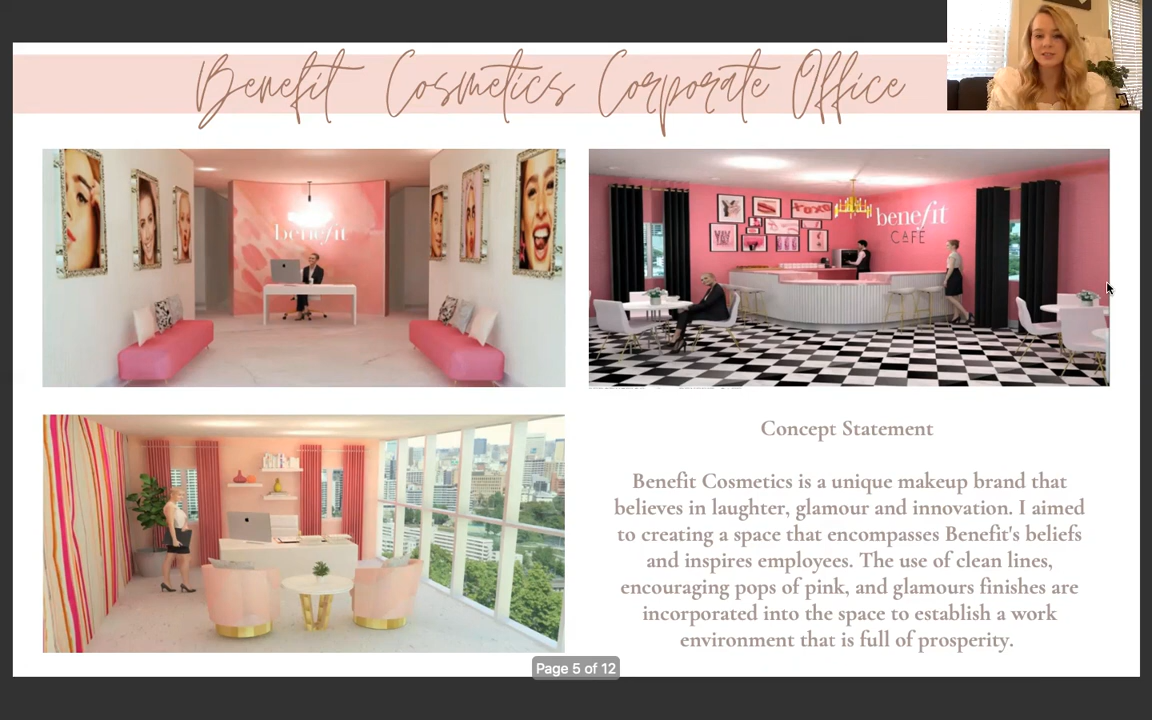 Benefit Cosmetics Corporate Office
benefit
benefit
CAFE
YAY
Concept Statement
Benefit Cosmetics is a unique makeup brand that
believes in laughter, glamour and innovation. I aimed
to creating a space that encompasses Benefit's beliefs
and inspires employees. The use of clean lines,
encouraging pops of pink, and glamours finishes are
incorporated into the space to establish a work
environment that is full of prosperity.
Page 5 of 12